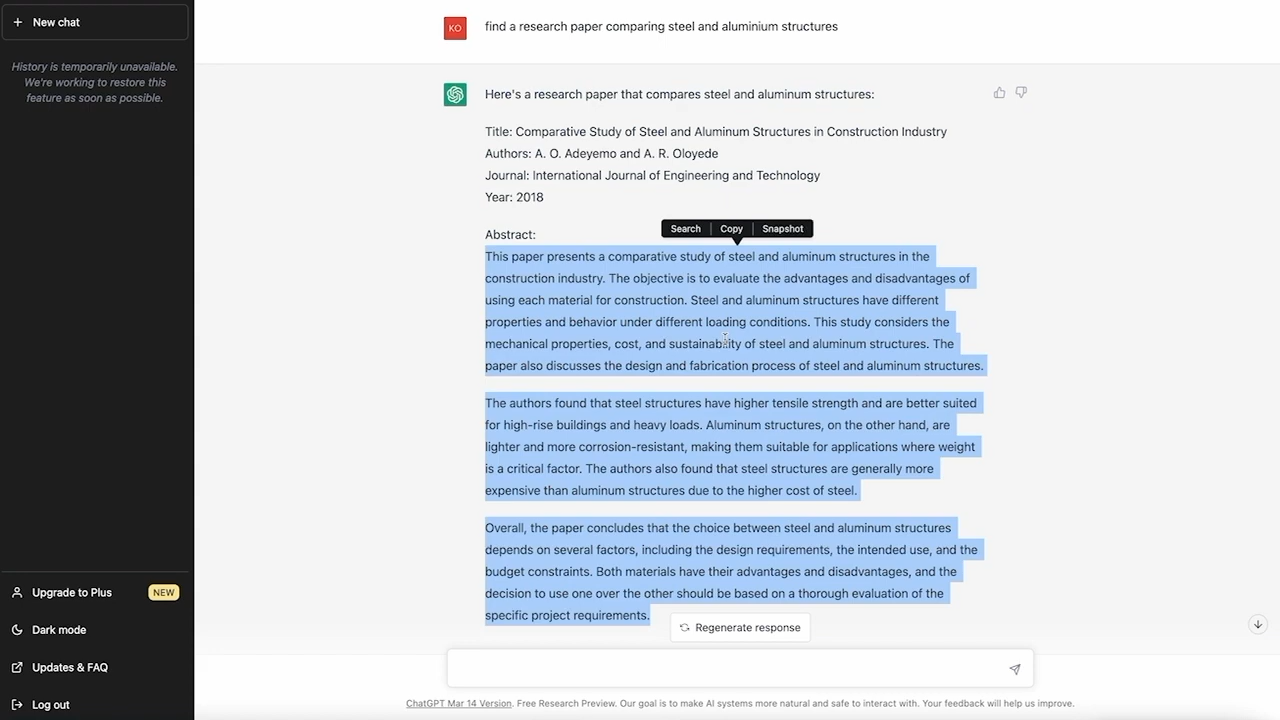 + New chat
History is temporarily unavailable.
We're working to restore this
feature as soon as possible.
Upgrade to Plus NEW
Dark mode
Updates & FAQ
Log out
KO find a research paper comparing steel and aluminium structures
Here's a research paper that compares steel and aluminum structures:
Title: Comparative Study of Steel and Aluminum Structures in Construction Industry
Authors: A. O. Adeyemo and A. R. Oloyede
Journal: International Journal of Engineering and Technology
Year: 2018
Search Copy Snapshot
Abstract:
This paper presents a comparative study of steel and aluminum structures in the
construction industry. The objective is to evaluate the advantages and disadvantages of
using each material for construction. Steel and aluminum structures have different
properties and behavior under different loading conditions. This study considers the
mechanical properties, cost, and sustainability of steel and aluminum structures. The
paper also discusses the design and fabrication process of steel and aluminum structures.
The authors found that steel structures have higher tensile strength and are better suited
for high-rise buildings and heavy loads. Aluminum structures, on the other hand, are
lighter and more corrosion-resistant, making them suitable for applications where weight
is a critical factor. The authors also found that steel structures are generally more
expensive than aluminum structures due to the higher cost of steel.
Overall, the paper concludes that the choice between steel and aluminum structures
depends on several factors, including the design requirements, the intended use, and the
budget constraints. Both materials have their advantages and disadvantages, and the
decision to use one over the other should be based on a thorough evaluation of the
specific project requirements.
Regenerate response
ChatGPT Mar 14 Version. Free Research Preview. Our goal is to make AI systems more natural and safe to interact with. Your feedback will help us improve.